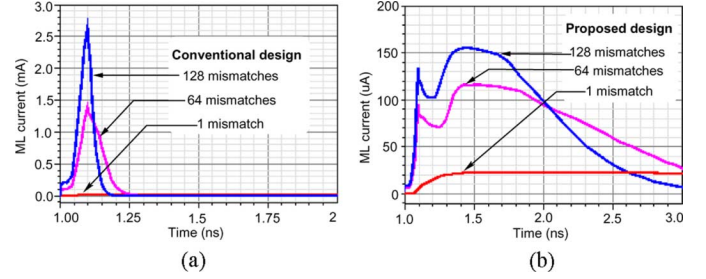 3.0
2.5
2.0
1.5
1.0
0.5
0.0
ML current (mA)
Conventional design
128 mismatches
64 mismatches
1 mismatch
1.00
1.25
1.5
1.75
2
Time (ns)
(a)
200
150
100
50
0
ML current (uA)
Proposed design
128 mismatches
64 mismatches
1 mismatch
1.0
1.5
2.0
2.5
3.0
Time (ns)
(b)